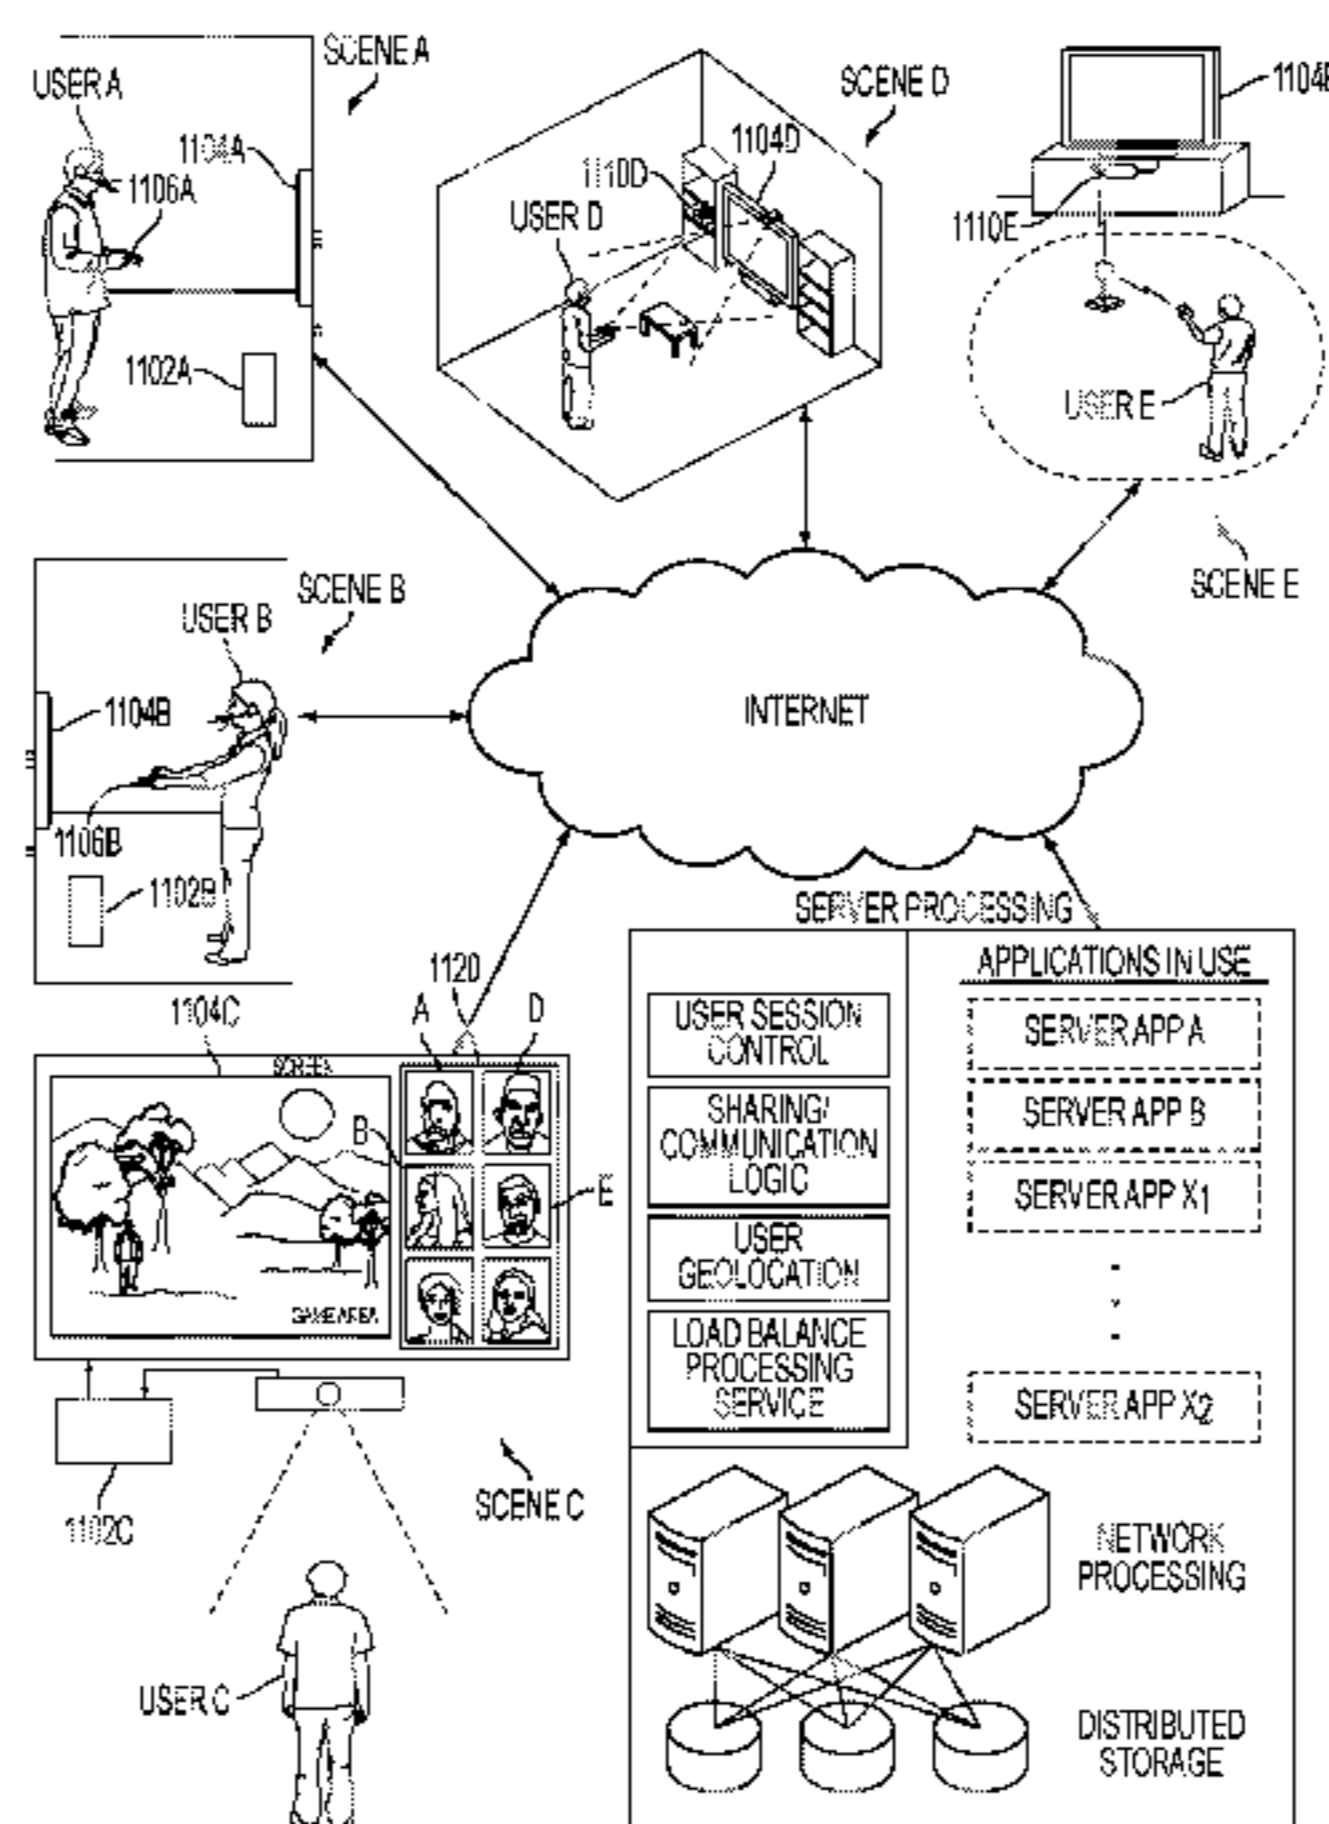 SCENE A
USER A
1104A
1106A
1102A
SCENE D
1104D
1110D
USER D
1104E
1110E
USER E
SCENE E
SCENE B
USER B
1104B
1106B
1102B
INTERNET
SERVER PROCESSING
1120
1104C
A
D
SCREEN
B
E
GAME AREA
1102C
SCENE C
USER C
USER SESSION
CONTROL
SHARING/
COMMUNICATION
LOGIC
USER
GEOLOCATION
LOAD BALANCE
PROCESSING
SERVICE
APPLICATIONS IN USE
SERVER APP A
SERVER APP B
SERVER APP X1
SERVER APP X2
NETWORK
PROCESSING
DISTRIBUTED
STORAGE